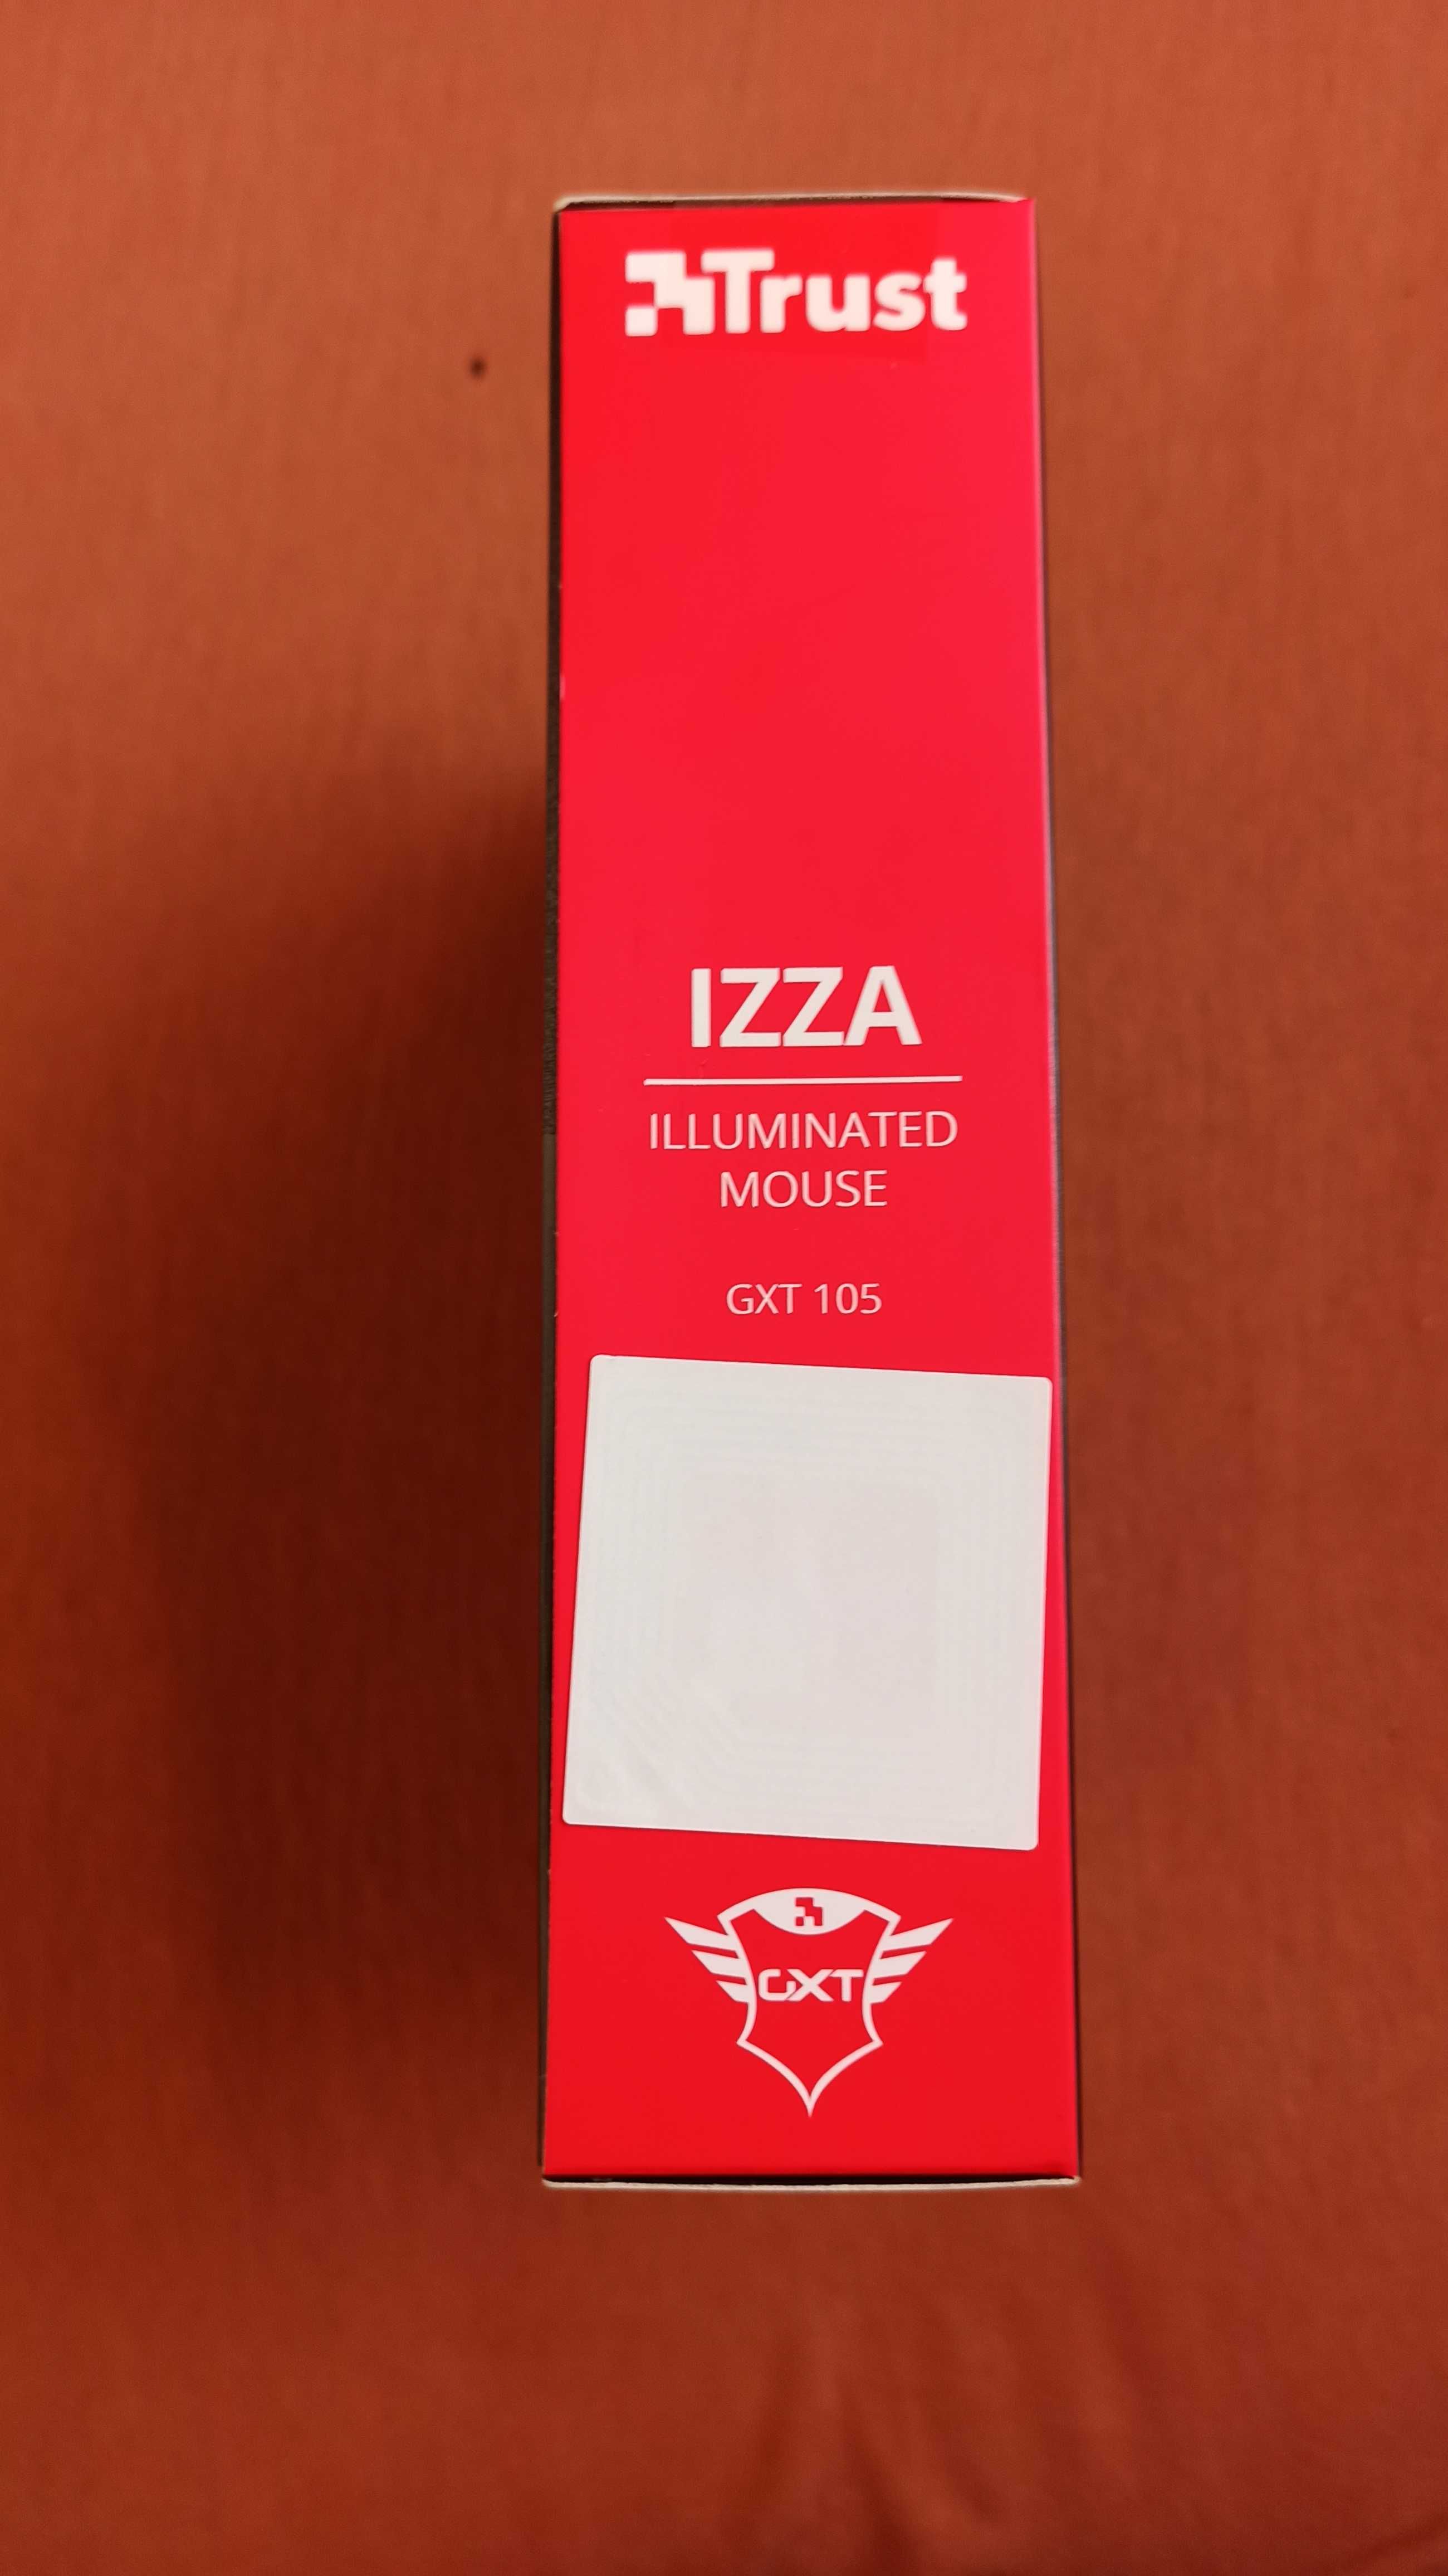 Trust
IZZA
ILLUMINATED
MOUSE
GXT 105
GXT